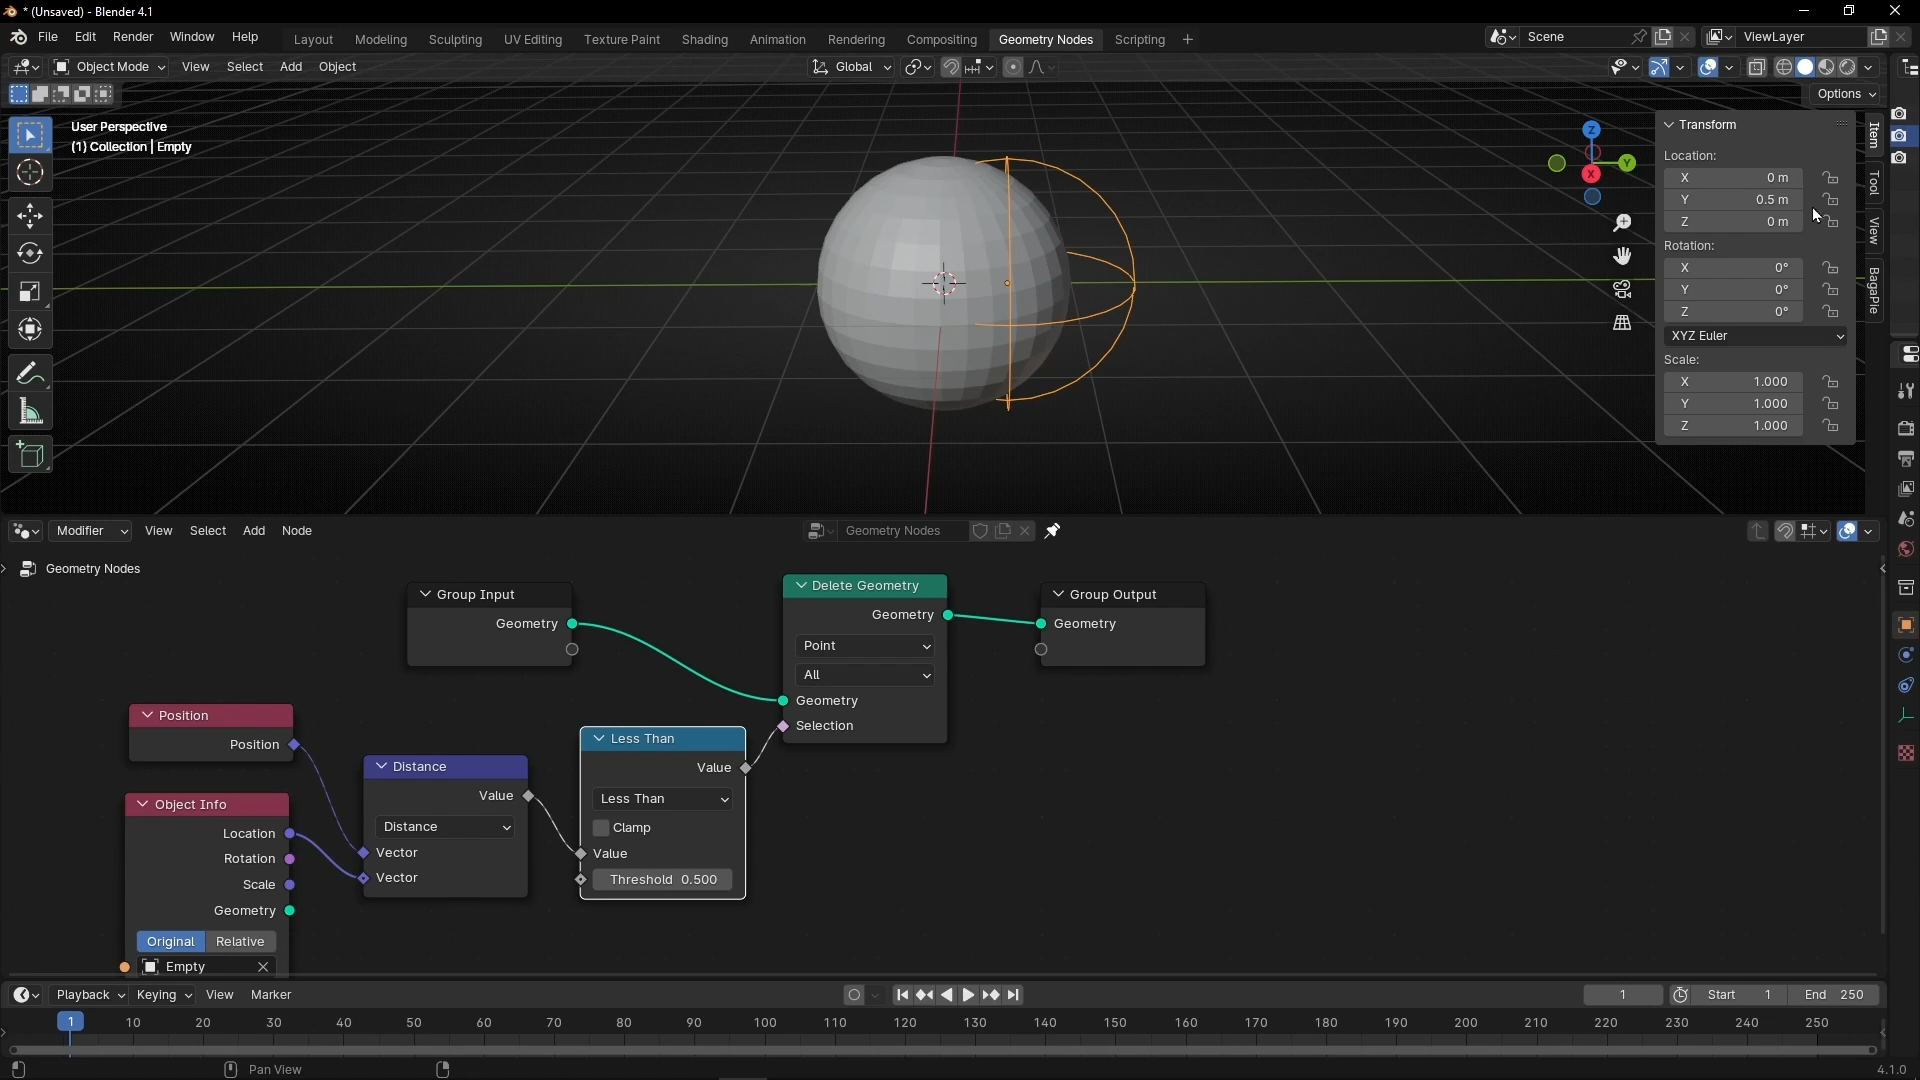 * (Unsaved) - Blender 4.1
File Edit Render Window Help Layout Modeling Sculpting UV Editing Texture Paint Shading Animation Rendering Compositing Geometry Nodes Scripting + Scene ViewLayer
Object Mode View Select Add Object Global
Options
User Perspective
(1) Collection | Empty
Z
Y
X
Transform
Location:
X 0 m
Y 0.5 m
Z 0 m
Rotation:
X 0°
Y 0°
Z 0°
XYZ Euler
Scale:
X 1.000
Y 1.000
Z 1.000
Item
Tool
View
BagaPie
Modifier View Select Add Node Geometry Nodes
Geometry Nodes
Group Input
Geometry
Delete Geometry
Geometry
Point
All
Geometry
Selection
Group Output
Geometry
Position
Position
Object Info
Location
Rotation
Scale
Geometry
Original Relative
Empty
Distance
Value
Distance
Vector
Vector
Less Than
Value
Less Than
Clamp
Value
Threshold 0.500
Playback Keying View Marker 1 Start 1 End 250
1 10 20 30 40 50 60 70 80 90 100 110 120 130 140 150 160 170 180 190 200 210 220 230 240 250
Pan View 4.1.0